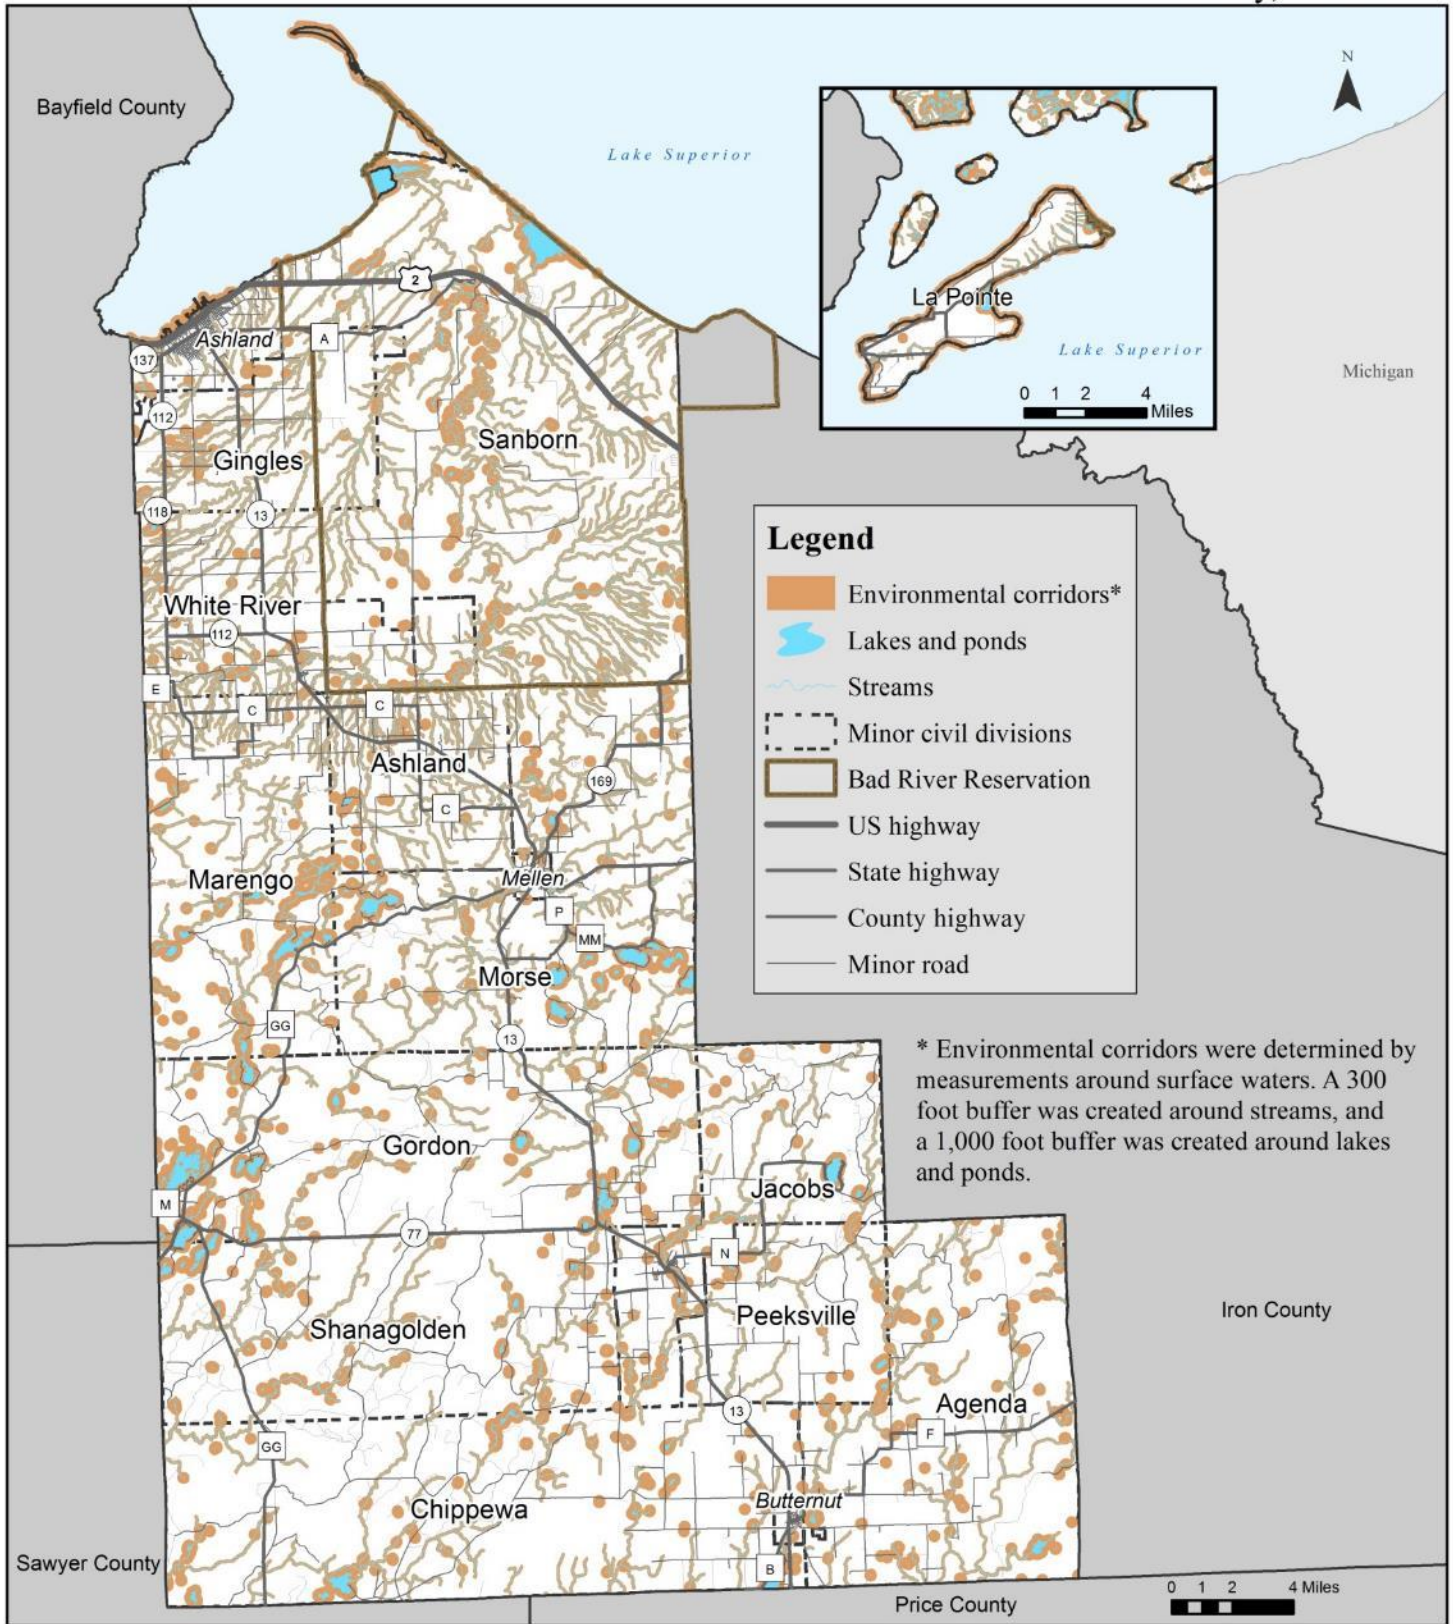 Bayfield County
Lake Superior
N
La Pointe
Lake Superior
0 1 2 4
Miles
Michigan
2
Ashland
A
137
112
Sanborn
Gingles
118
13
White River
112
E
C
C
Ashland
169
C
Marengo
Mellen
P
MM
Morse
GG
13
Legend
Environmental corridors*
Lakes and ponds
Streams
Minor civil divisions
Bad River Reservation
US highway
State highway
County highway
Minor road
* Environmental corridors were determined by
measurements around surface waters. A 300
foot buffer was created around streams, and
a 1,000 foot buffer was created around lakes
and ponds.
Gordon
Jacobs
M
77
N
Shanagolden
Peeksville
Iron County
13
Agenda
F
GG
Chippewa
Butternut
Sawyer County
B
Price County
0 1 2 4 Miles